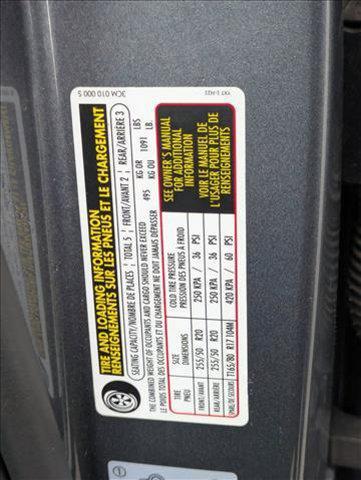 3CM 010 000 S
TIRE AND LOADING INFORMATION
RENSEIGNEMENTS SUR LES PNEUS ET LE CHARGEMENT
SEATING CAPACITY/NOMBRE DE PLACES | TOTAL 5 | FRONT/AVANT 2 | REAR/ARRIÈRE 3
THE COMBINED WEIGHT OF OCCUPANTS AND CARGO SHOULD NEVER EXCEED 495 KG OR 1091 LBS
LE POIDS TOTAL DES OCCUPANTS ET DU CHARGEMENT NE DOIT JAMAIS DÉPASSER KG OU LB.
TIRE SIZE COLD TIRE PRESSURE
PNEU DIMENSIONS PRESSION DES PNEUS À FROID
FRONT/AVANT 255/50 R20 250 KPA / 36 PSI
REAR/ARRIÈRE 255/50 R20 250 KPA / 36 PSI
SPARE/DE SECOURS T165/80 R17 104M 420 KPA / 60 PSI
SEE OWNER'S MANUAL
FOR ADDITIONAL
INFORMATION
VOIR LE MANUEL DE
L'USAGER POUR PLUS DE
RENSEIGNEMENTS